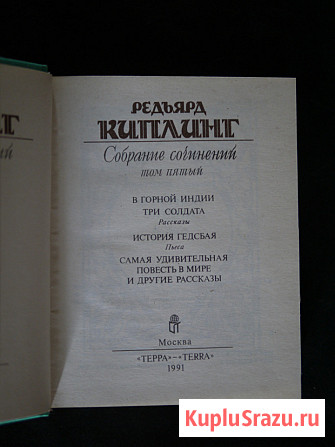 РЕДЬЯРД
КИПЛИНГ
Собрание сочинений
том пятый
В ГОРНОЙ ИНДИИ
ТРИ СОЛДАТА
Рассказы
ИСТОРИЯ ГЕДСБАЯ
Пьеса
САМАЯ УДИВИТЕЛЬНАЯ
ПОВЕСТЬ В МИРЕ
И ДРУГИЕ РАССКАЗЫ
Москва
«ТЕРРА»–«TERRA»
1991
KupluSrazu.ru